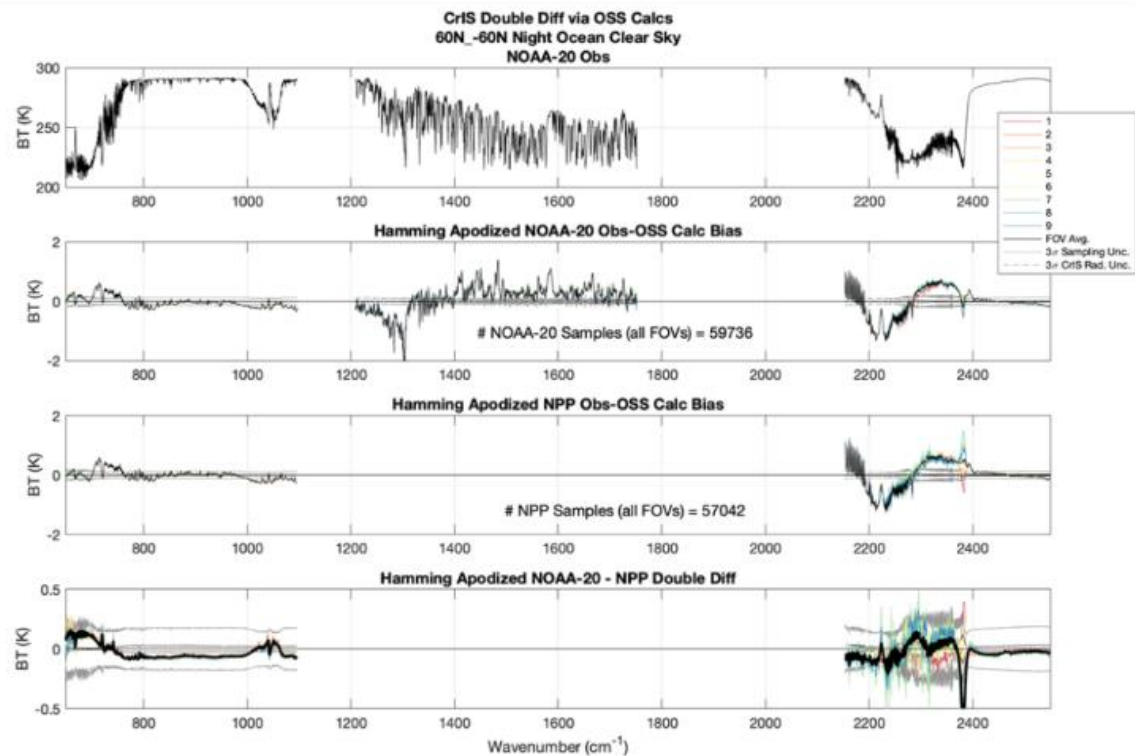 CrIS Double Diff via OSS Calcs
60N_-60N Night Ocean Clear Sky
NOAA-20 Obs
300
250
200
BT (K)
800 1000 1200 1400 1600 1800 2000 2200 2400
1
2
3
4
5
6
7
8
9
FOV Avg.
3σ Sampling Unc.
3σ CrIS Rad. Unc.
Hamming Apodized NOAA-20 Obs-OSS Calc Bias
2
0
-2
BT (K)
# NOAA-20 Samples (all FOVs) = 59736
800 1000 1200 1400 1600 1800 2000 2200 2400
Hamming Apodized NPP Obs-OSS Calc Bias
2
0
-2
BT (K)
# NPP Samples (all FOVs) = 57042
800 1000 1200 1400 1600 1800 2000 2200 2400
Hamming Apodized NOAA-20 - NPP Double Diff
0.5
0
-0.5
BT (K)
800 1000 1200 1400 1600 1800 2000 2200 2400
Wavenumber (cm⁻¹)